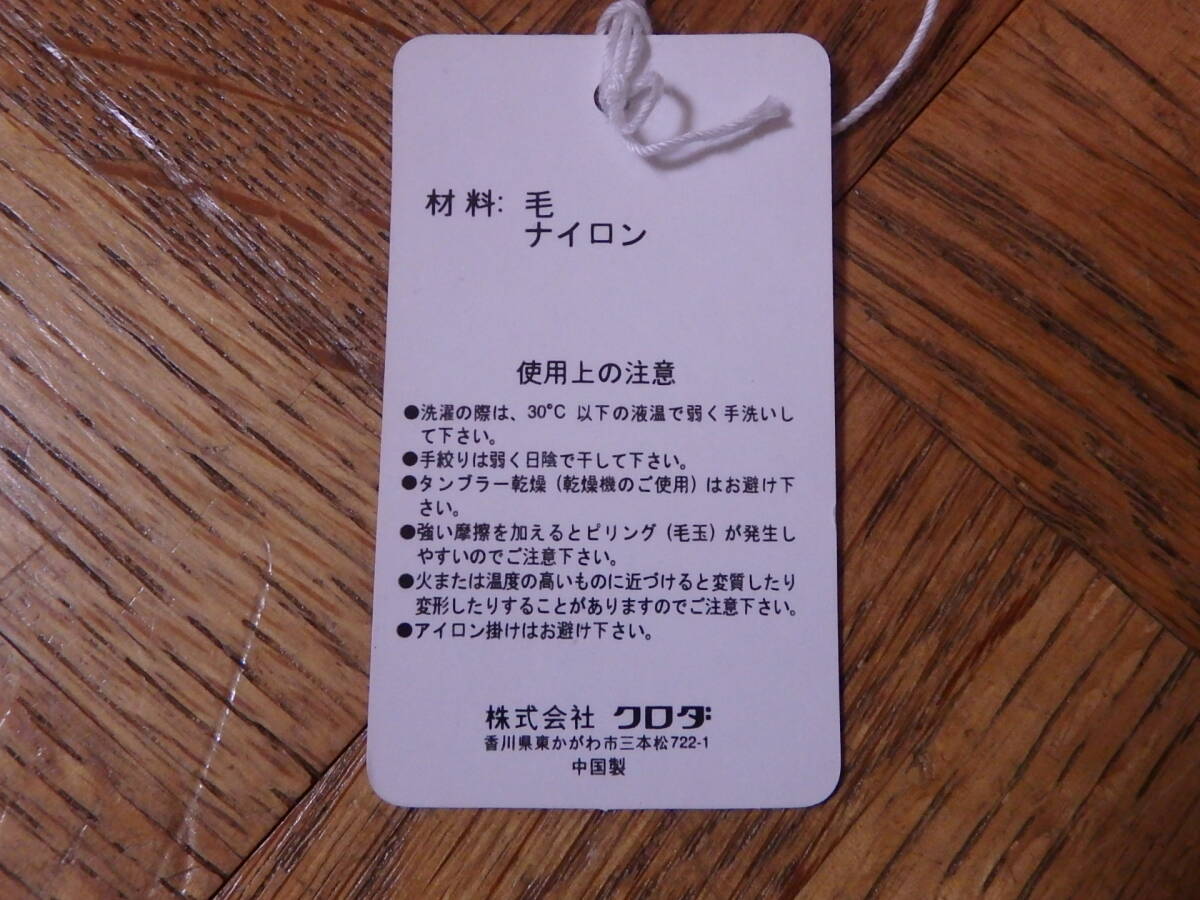 材料: 毛
ナイロン
使用上の注意
●洗濯の際は、30°C 以下の液温で弱く手洗いし
て下さい。
●手絞りは弱く日陰で干して下さい。
●タンブラー乾燥（乾燥機のご使用）はお避け下
さい。
●強い摩擦を加えるとピリング（毛玉）が発生し
やすいのでご注意下さい。
●火または温度の高いものに近づけると変質したり
変形したりすることがありますのでご注意下さい。
●アイロン掛けはお避け下さい。
株式会社 クロダ
香川県東かがわ市三本松722-1
中国製